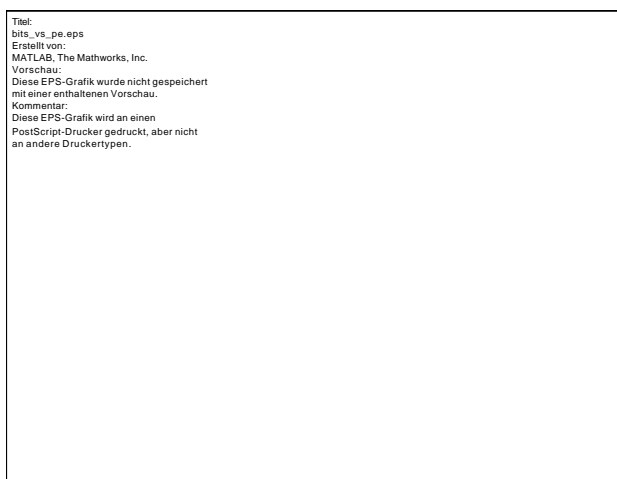 Titel:
bits_vs_pe.eps
Erstellt von:
MATLAB, The Mathworks, Inc.
Vorschau:
Diese EPS-Grafik wurde nicht gespeichert
mit einer enthaltenen Vorschau.
Kommentar:
Diese EPS-Grafik wird an einen
PostScript-Drucker gedruckt, aber nicht
an andere Druckertypen.